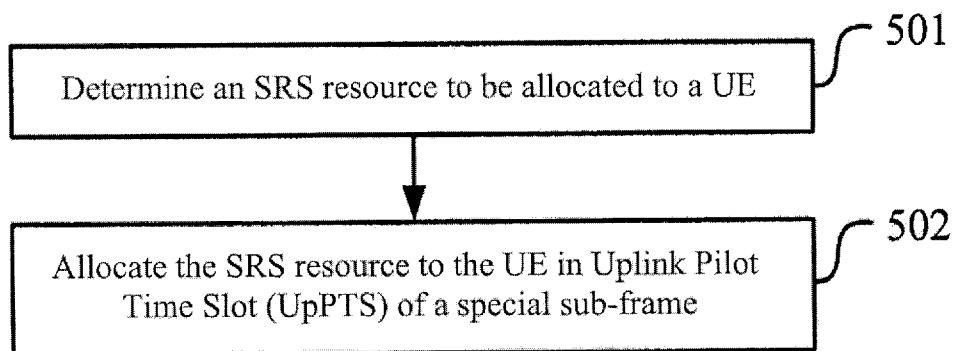 501
Determine an SRS resource to be allocated to a UE
502
Allocate the SRS resource to the UE in Uplink Pilot
Time Slot (UpPTS) of a special sub-frame